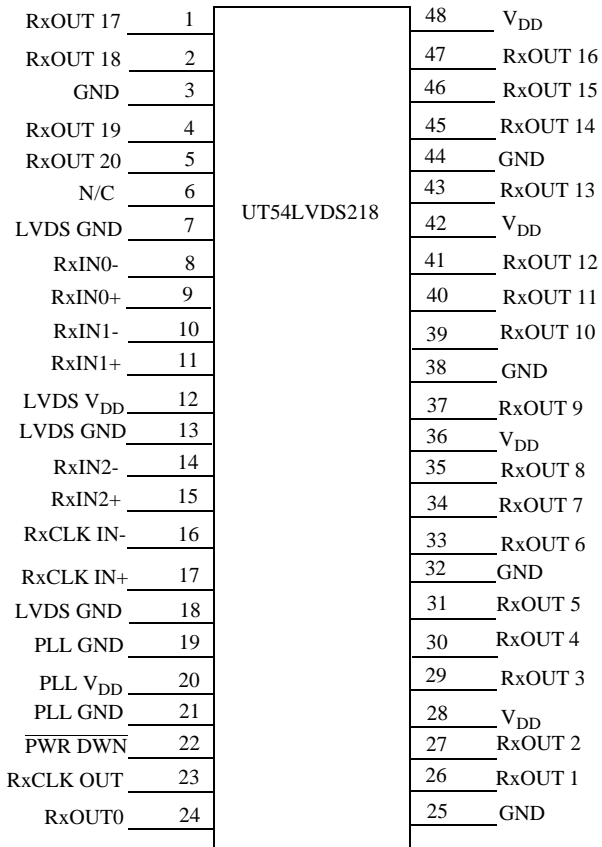 RxOUT 17 1 48 VDD
RxOUT 18 2 47 RxOUT 16
GND 3 46 RxOUT 15
RxOUT 19 4 45 RxOUT 14
RxOUT 20 5 44 GND
N/C 6 43 RxOUT 13
LVDS GND 7 UT54LVDS218 42 VDD
RxIN0- 8 41 RxOUT 12
RxIN0+ 9 40 RxOUT 11
RxIN1- 10 39 RxOUT 10
RxIN1+ 11 38 GND
LVDS VDD 12 37 RxOUT 9
LVDS GND 13 36 VDD
RxIN2- 14 35 RxOUT 8
RxIN2+ 15 34 RxOUT 7
RxCLK IN- 16 33 RxOUT 6
RxCLK IN+ 17 32 GND
LVDS GND 18 31 RxOUT 5
PLL GND 19 30 RxOUT 4
PLL VDD 20 29 RxOUT 3
PLL GND 21 28 VDD
PWR DWN 22 27 RxOUT 2
RxCLK OUT 23 26 RxOUT 1
RxOUT0 24 25 GND